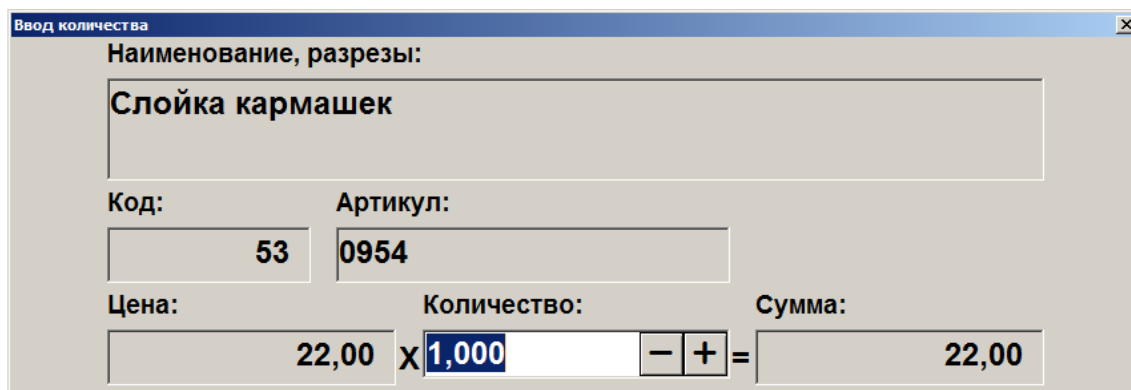 Ввод количества
Наименование, разрезы:
Слойка кармашек
Код: Артикул:
53 0954
Цена: Количество: Сумма:
22,00 X 1,000 − + = 22,00